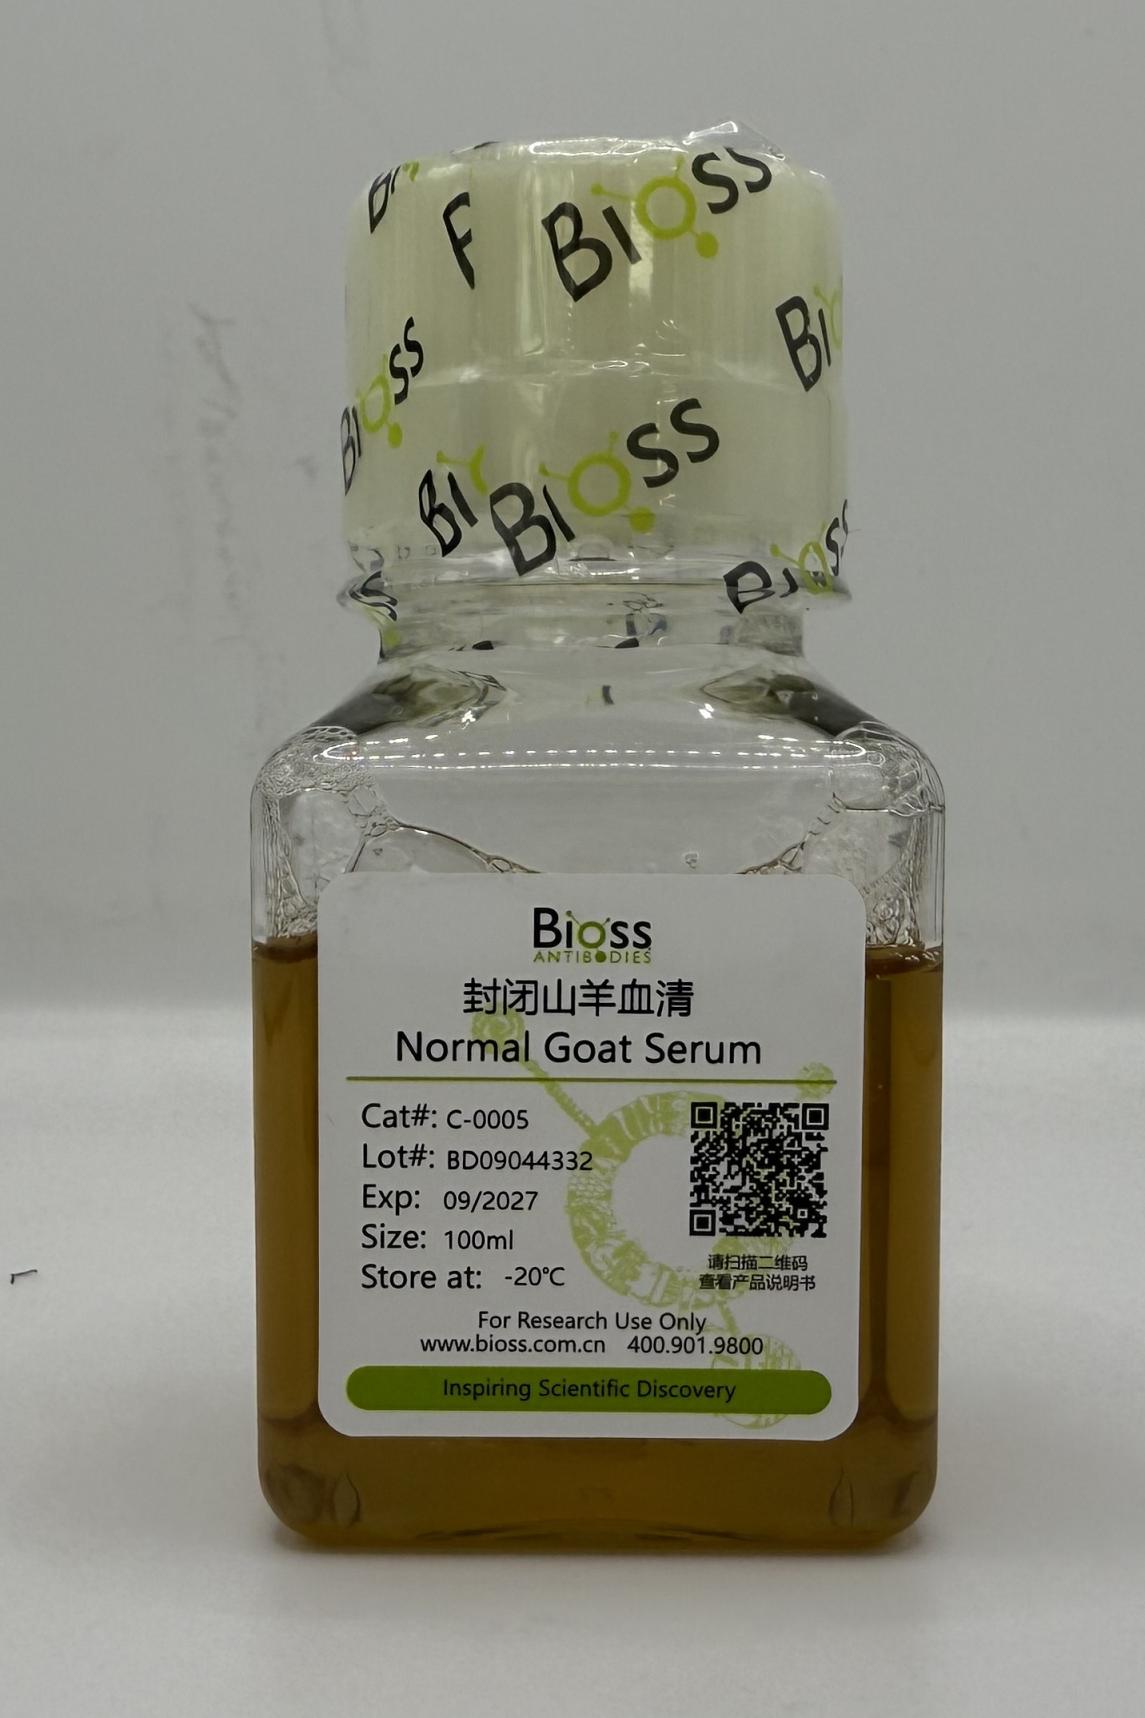 Bioss
Bioss
Bioss
Bioss
Bioss
ANTIBODIES
封闭山羊血清
Normal Goat Serum
Cat#: C-0005
Lot#: BD09044332
Exp: 09/2027
Size: 100ml
Store at: -20℃
请扫描二维码
查看产品说明书
For Research Use Only
www.bioss.com.cn 400.901.9800
Inspiring Scientific Discovery